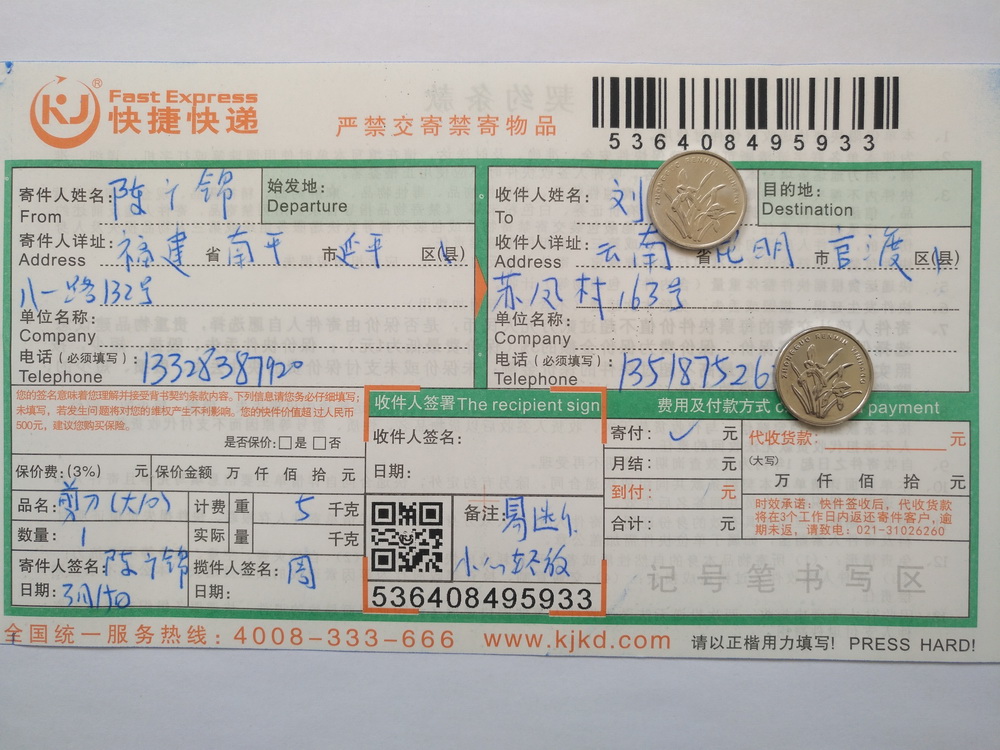 KJ® Fast Express
快捷快递
严禁交寄禁寄物品
536408495933
寄件人姓名: 陈广锦 始发地:
From Departure
寄件人详址: 福建 省 南平 市 延平 区(县)
Address
八一路132号
单位名称:
Company
电话(必须填写): 13328387920
Telephone
收件人姓名: 刘 目的地:
To Destination
收件人详址: 云南 省 昆明 市 官渡 区(县)
Address
苏凤村163号
单位名称:
Company
电话(必须填写): 135187526
Telephone
您的签名意味着您理解并接受背书契约条款内容。下列信息请您务必仔细填写;
未填写,若发生问题将对您的维权产生不利影响。您的快件价值超过人民币
500元,建议您购买保险。
是否保价:□是 □否
保价费:(3%) 元 保价金额 万 仟 佰 拾 元
品名: 剪刀(大力) 计费 重 5 千克
数量: 1 实际 量 千克
寄件人签名: 陈广锦 揽件人签名: 周
日期: 3月15日 日期:
收件人签署 The recipient sign
收件人签名:
日期:
备注: 易迷尔
小心轻放
536408495933
费用及付款方式 payment
寄付: ✓ 元 代收货款: 元
月结: 元 (大写) 万 仟 佰 拾 元
到付: 元
合计: 元
时效承诺: 快件签收后, 代收货款
将在3个工作日内返还寄件客户, 逾
期未返, 请致电: 021-31026260
记号笔书写区
全国统一服务热线: 4008-333-666 www.kjkd.com 请以正楷用力填写! PRESS HARD!